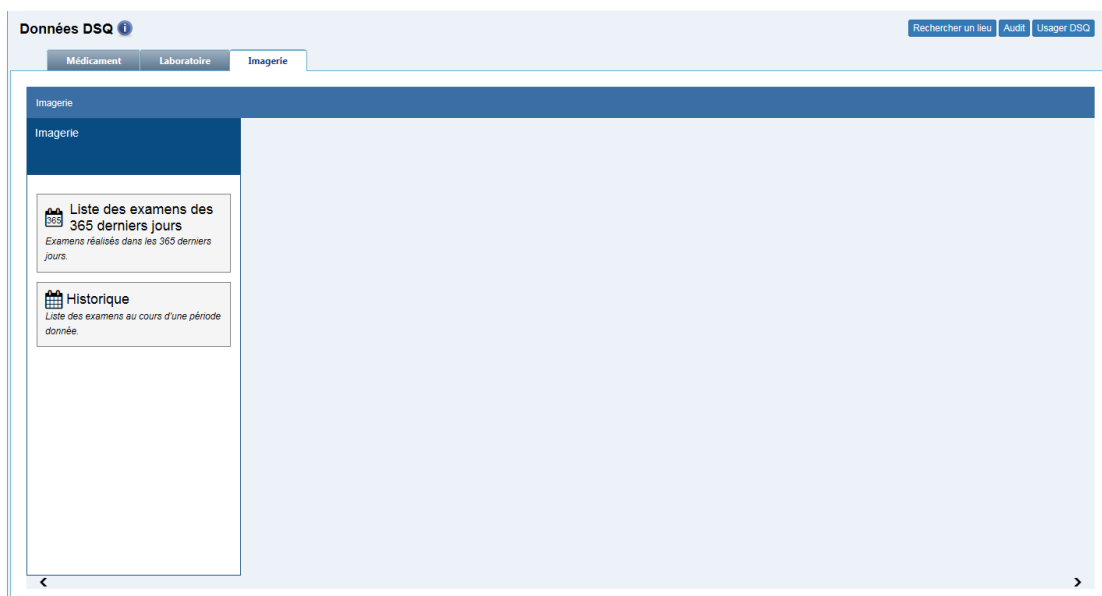 Données DSQ
Rechercher un lieu Audit Usager DSQ
Médicament Laboratoire Imagerie
Imagerie
Imagerie
365 Liste des examens des
365 derniers jours
Examens réalisés dans les 365 derniers
jours.
Historique
Liste des examens au cours d'une période
donnée.